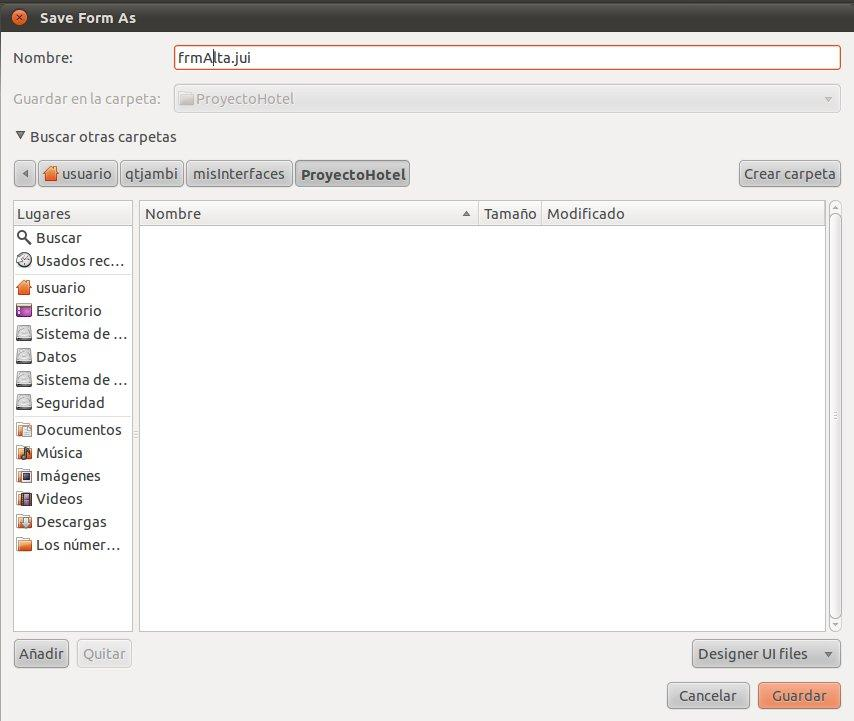 Save Form As
Nombre: frmAlta.jui
Guardar en la carpeta: ProyectoHotel
Buscar otras carpetas
usuario qtjambi misInterfaces ProyectoHotel Crear carpeta
Lugares Nombre Tamaño Modificado
Buscar
Usados rec...
usuario
Escritorio
Sistema de ...
Datos
Sistema de ...
Seguridad
Documentos
Música
Imágenes
Videos
Descargas
Los númer...
Añadir Quitar Designer UI files
Cancelar Guardar